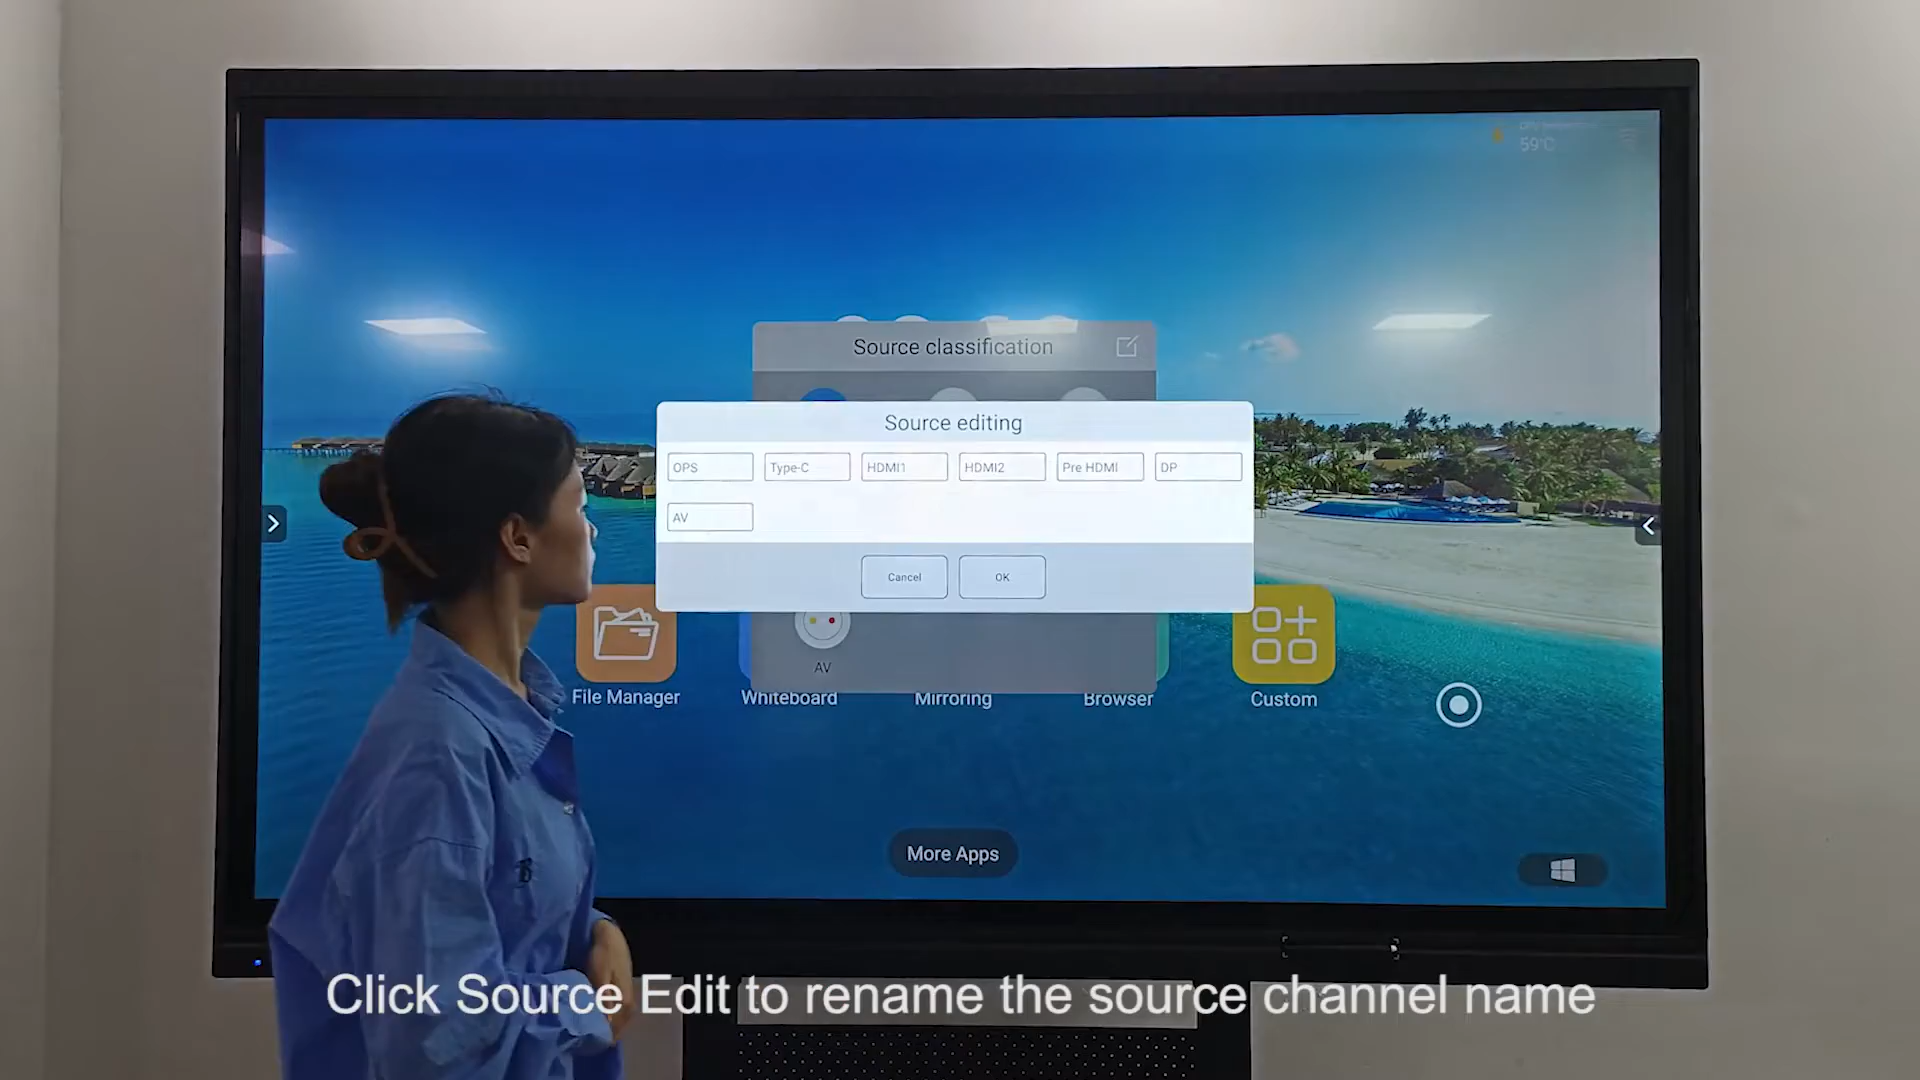 59°C
Source classification
Source editing
OPS
Type-C
HDMI1
HDMI2
Pre HDMI
DP
AV
Cancel
OK
AV
File Manager
Whiteboard
Mirroring
Browser
Custom
More Apps
Click Source Edit to rename the source channel name